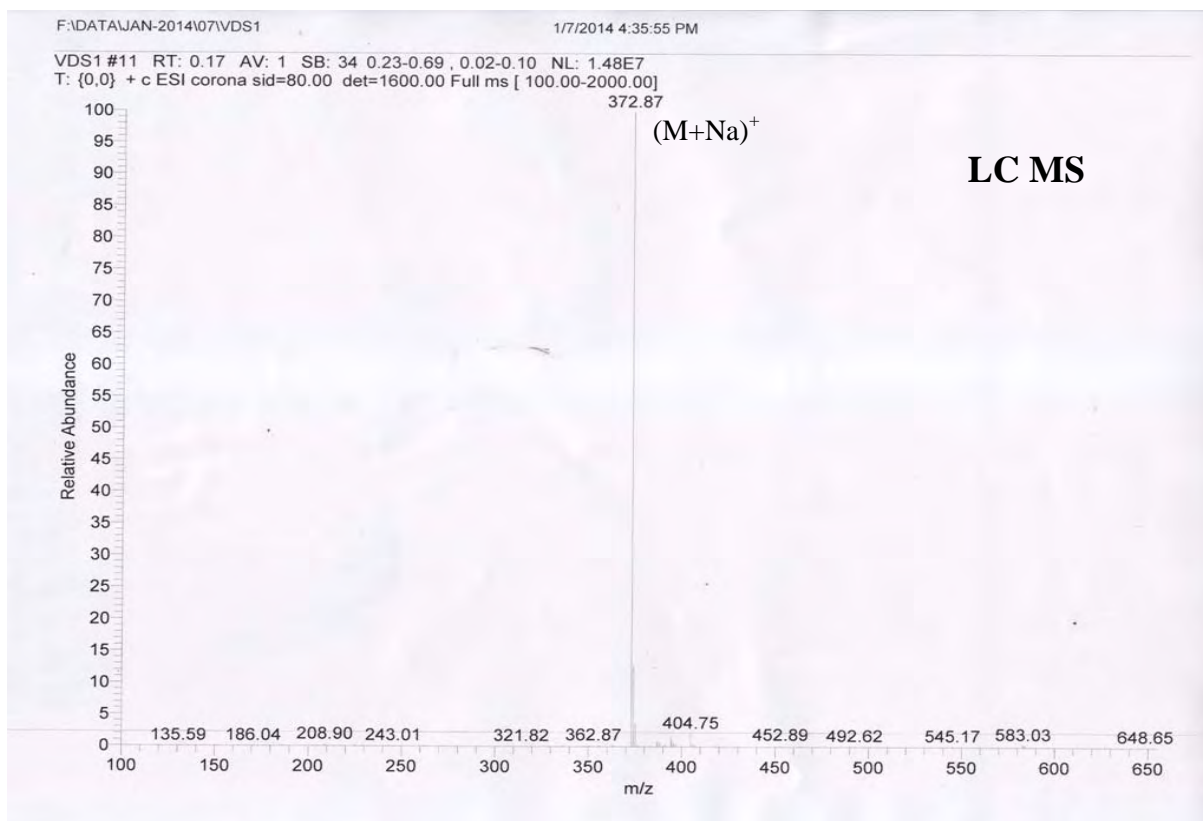 F:\DATA\JAN-2014\07\VDS1 1/7/2014 4:35:55 PM
VDS1 #11 RT: 0.17 AV: 1 SB: 34 0.23-0.69 , 0.02-0.10 NL: 1.48E7
T: {0,0} + c ESI corona sid=80.00 det=1600.00 Full ms [ 100.00-2000.00]
372.87
(M+Na)⁺
LC MS
100
95
90
85
80
75
70
65
60
55
50
45
40
35
30
25
20
15
10
5
0
Relative Abundance
135.59 186.04 208.90 243.01 321.82 362.87 404.75 452.89 492.62 545.17 583.03 648.65
100 150 200 250 300 350 400 450 500 550 600 650
m/z